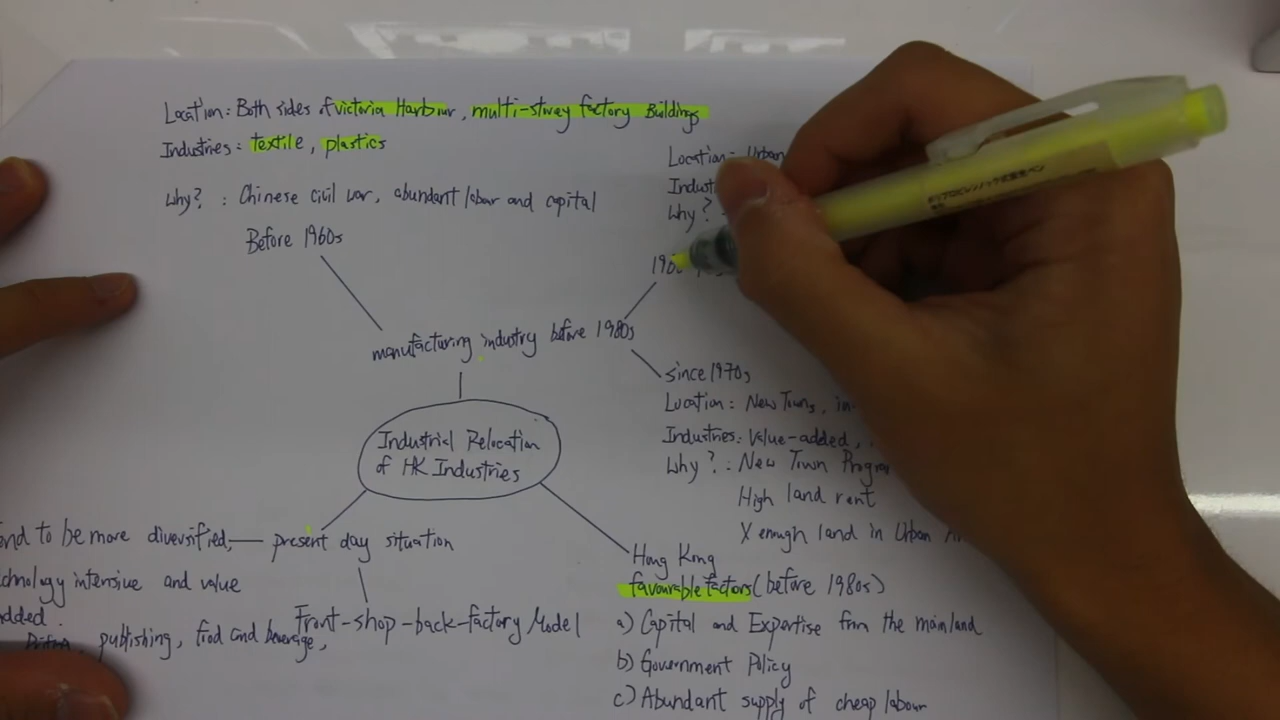 Location: Both sides of Victoria Harbour, multi-storey factory Buildings
Industries: textile, plastics
Why? : Chinese Civil War, abundant labour and capital
Before 1960s
Location: Urban
Indust
Why?
manufacturing industry before 1980s
since 1970s
Location: New Towns, in
Industries: Value-added,
Why? : New Town Progra
High land rent
X enough land in Urban
Industrial Relocation
of HK Industries
end to be more diversified,
chnology intensive and value
added.
publishing, food and beverage,
present day situation
Front-shop-back-factory Model
Hong Kong
favourable factors (before 1980s)
a) Capital and Expertise from the mainland
b) Government Policy
c) Abundant supply of cheap labour